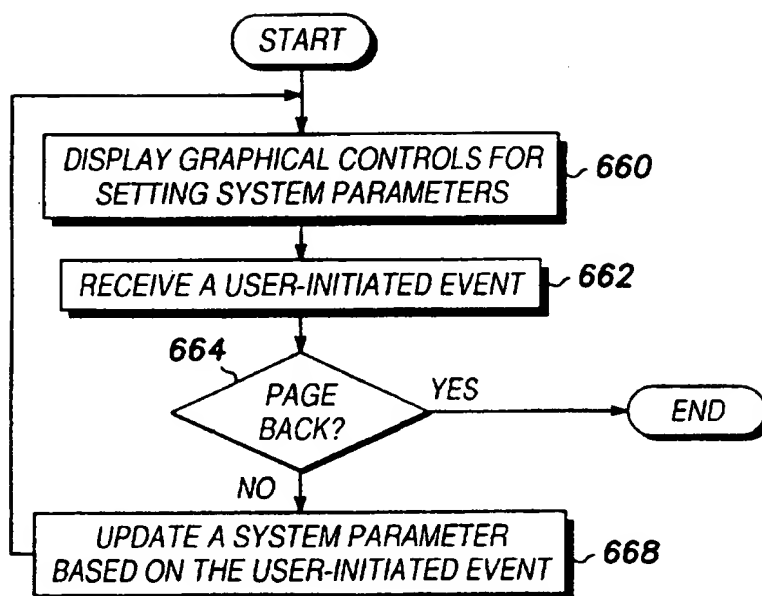 START
DISPLAY GRAPHICAL CONTROLS FOR
SETTING SYSTEM PARAMETERS
660
RECEIVE A USER-INITIATED EVENT
662
664
PAGE
BACK?
YES
END
NO
UPDATE A SYSTEM PARAMETER
BASED ON THE USER-INITIATED EVENT
668